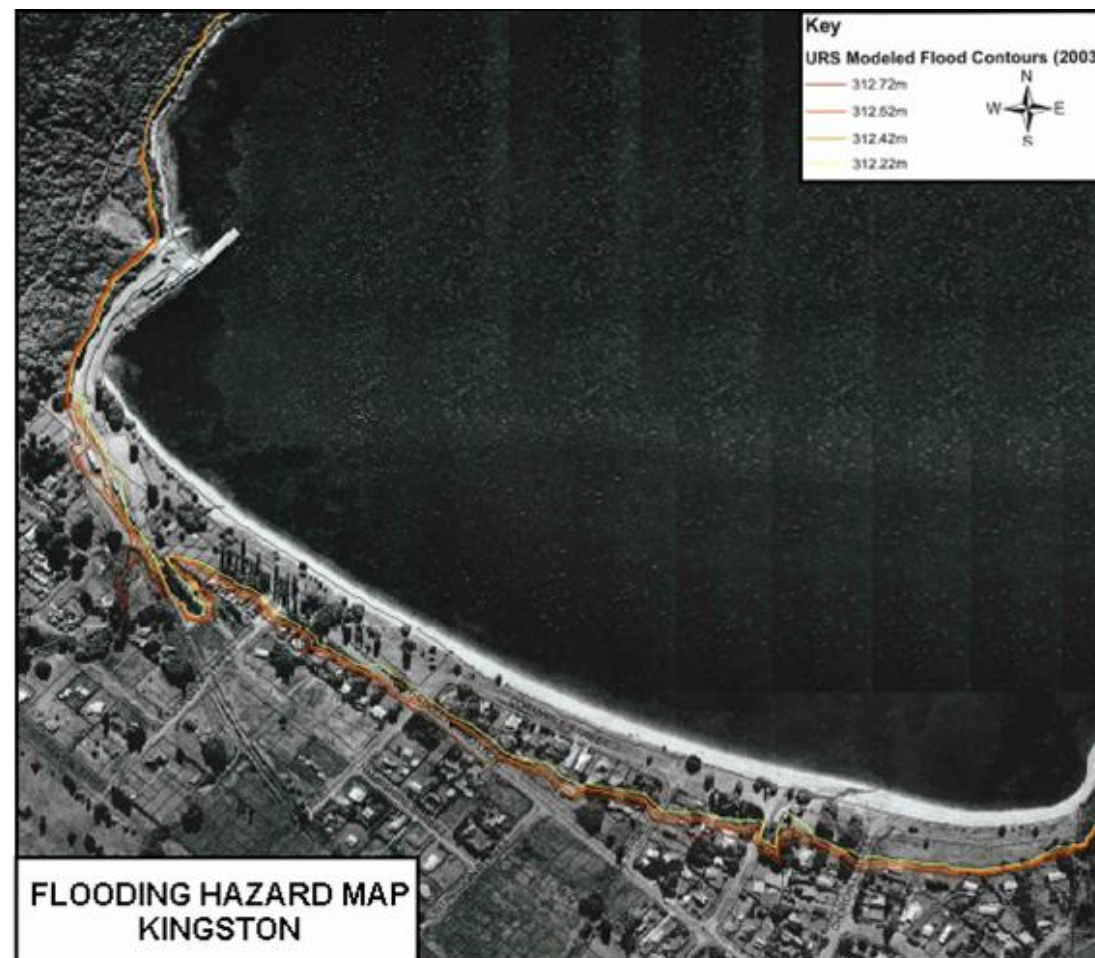 Key
URS Modeled Flood Contours (2003
N
W E
S
312.72m
312.52m
312.42m
312.22m
FLOODING HAZARD MAP
KINGSTON